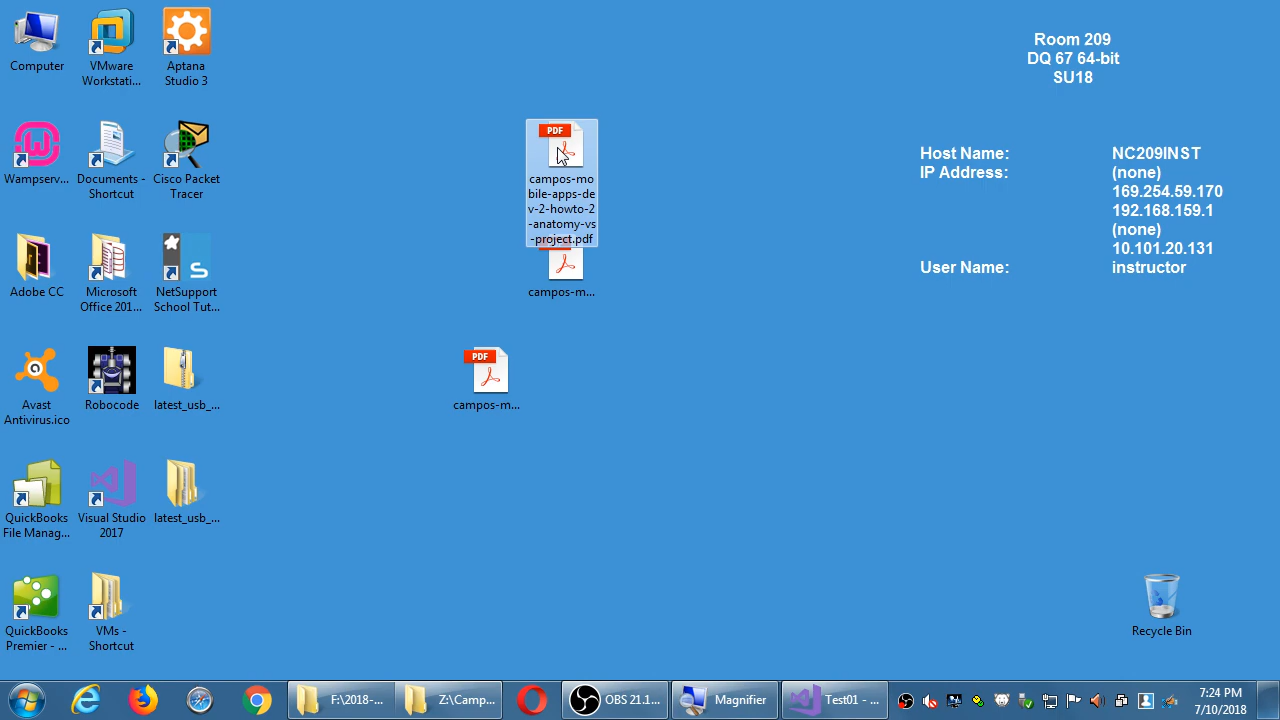 Computer
VMware
Workstati...
Aptana
Studio 3
Room 209
DQ 67 64-bit
SU18
Wampserv...
Documents -
Shortcut
Cisco Packet
Tracer
PDF
campos-mo
bile-apps-de
v-2-howto-2
-anatomy-vs
-project.pdf
Host Name:
NC209INST
IP Address:
(none)
169.254.59.170
192.168.159.1
(none)
10.101.20.131
User Name:
instructor
Adobe CC
Microsoft
Office 201...
NetSupport
School Tut...
campos-m...
Avast
Antivirus.ico
Robocode
latest_usb_...
PDF
campos-m...
QuickBooks
File Manag...
Visual Studio
2017
latest_usb_...
QuickBooks
Premier - ...
VMs -
Shortcut
Recycle Bin
F:\2018-...
Z:\Camp...
OBS 21.1...
Magnifier
Test01 - ...
7:24 PM
7/10/2018